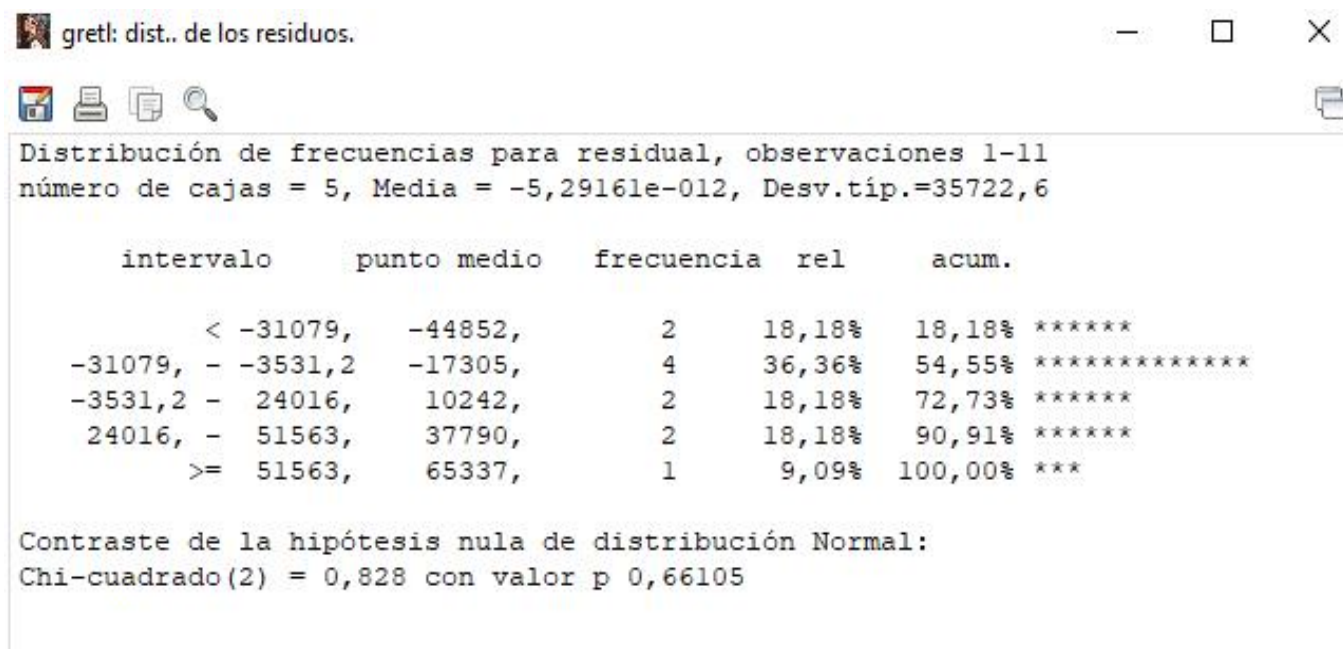 gretl: dist.. de los residuos.
Distribución de frecuencias para residual, observaciones 1-11
número de cajas = 5, Media = -5,29161e-012, Desv.típ.=35722,6
intervalo punto medio frecuencia rel acum.
< -31079, -44852, 2 18,18% 18,18% ******
-31079, - -3531,2 -17305, 4 36,36% 54,55% *************
-3531,2 - 24016, 10242, 2 18,18% 72,73% ******
24016, - 51563, 37790, 2 18,18% 90,91% ******
>= 51563, 65337, 1 9,09% 100,00% ***
Contraste de la hipótesis nula de distribución Normal:
Chi-cuadrado(2) = 0,828 con valor p 0,66105